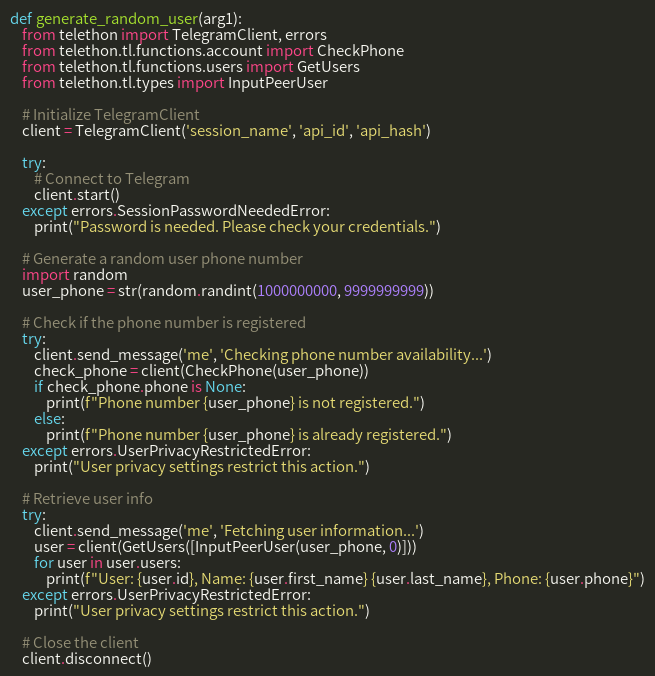 def generate_random_user(arg1):
from telethon import TelegramClient, errors
from telethon.tl.functions.account import CheckPhone
from telethon.tl.functions.users import GetUsers
from telethon.tl.types import InputPeerUser
# Initialize TelegramClient
client = TelegramClient('session_name', 'api_id', 'api_hash')
try:
# Connect to Telegram
client.start()
except errors.SessionPasswordNeededError:
print("Password is needed. Please check your credentials.")
# Generate a random user phone number
import random
user_phone = str(random.randint(1000000000, 9999999999))
# Check if the phone number is registered
try:
client.send_message('me', 'Checking phone number availability...')
check_phone = client(CheckPhone(user_phone))
if check_phone.phone is None:
print(f"Phone number {user_phone} is not registered.")
else:
print(f"Phone number {user_phone} is already registered.")
except errors.UserPrivacyRestrictedError:
print("User privacy settings restrict this action.")
# Retrieve user info
try:
client.send_message('me', 'Fetching user information...')
user = client(GetUsers([InputPeerUser(user_phone, 0)]))
for user in user.users:
print(f"User: {user.id}, Name: {user.first_name} {user.last_name}, Phone: {user.phone}")
except errors.UserPrivacyRestrictedError:
print("User privacy settings restrict this action.")
# Close the client
client.disconnect()